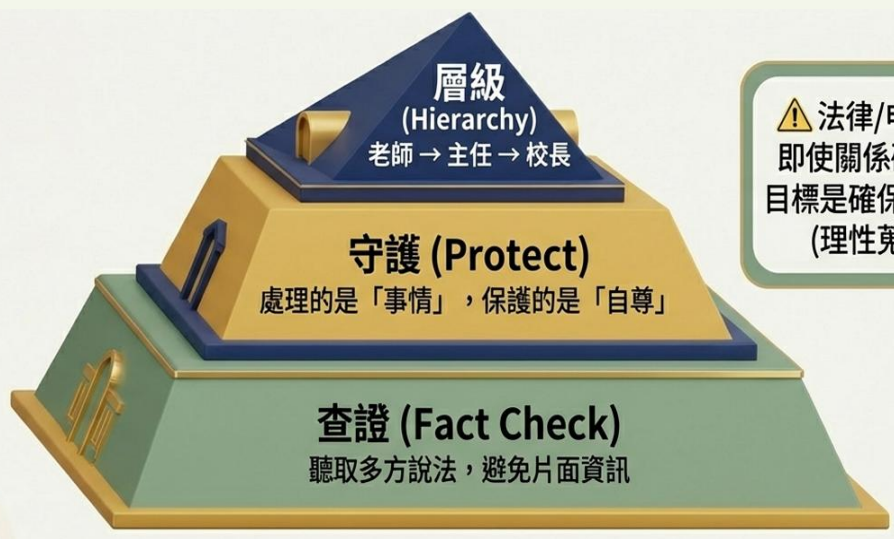 層級
(Hierarchy)
老師 → 主任 → 校長
守護 (Protect)
處理的是「事情」,保護的是「自尊」
查證 (Fact Check)
聽取多方說法,避免片面資訊
⚠ 法律/
即使關係
目標是確保
(理性蒐